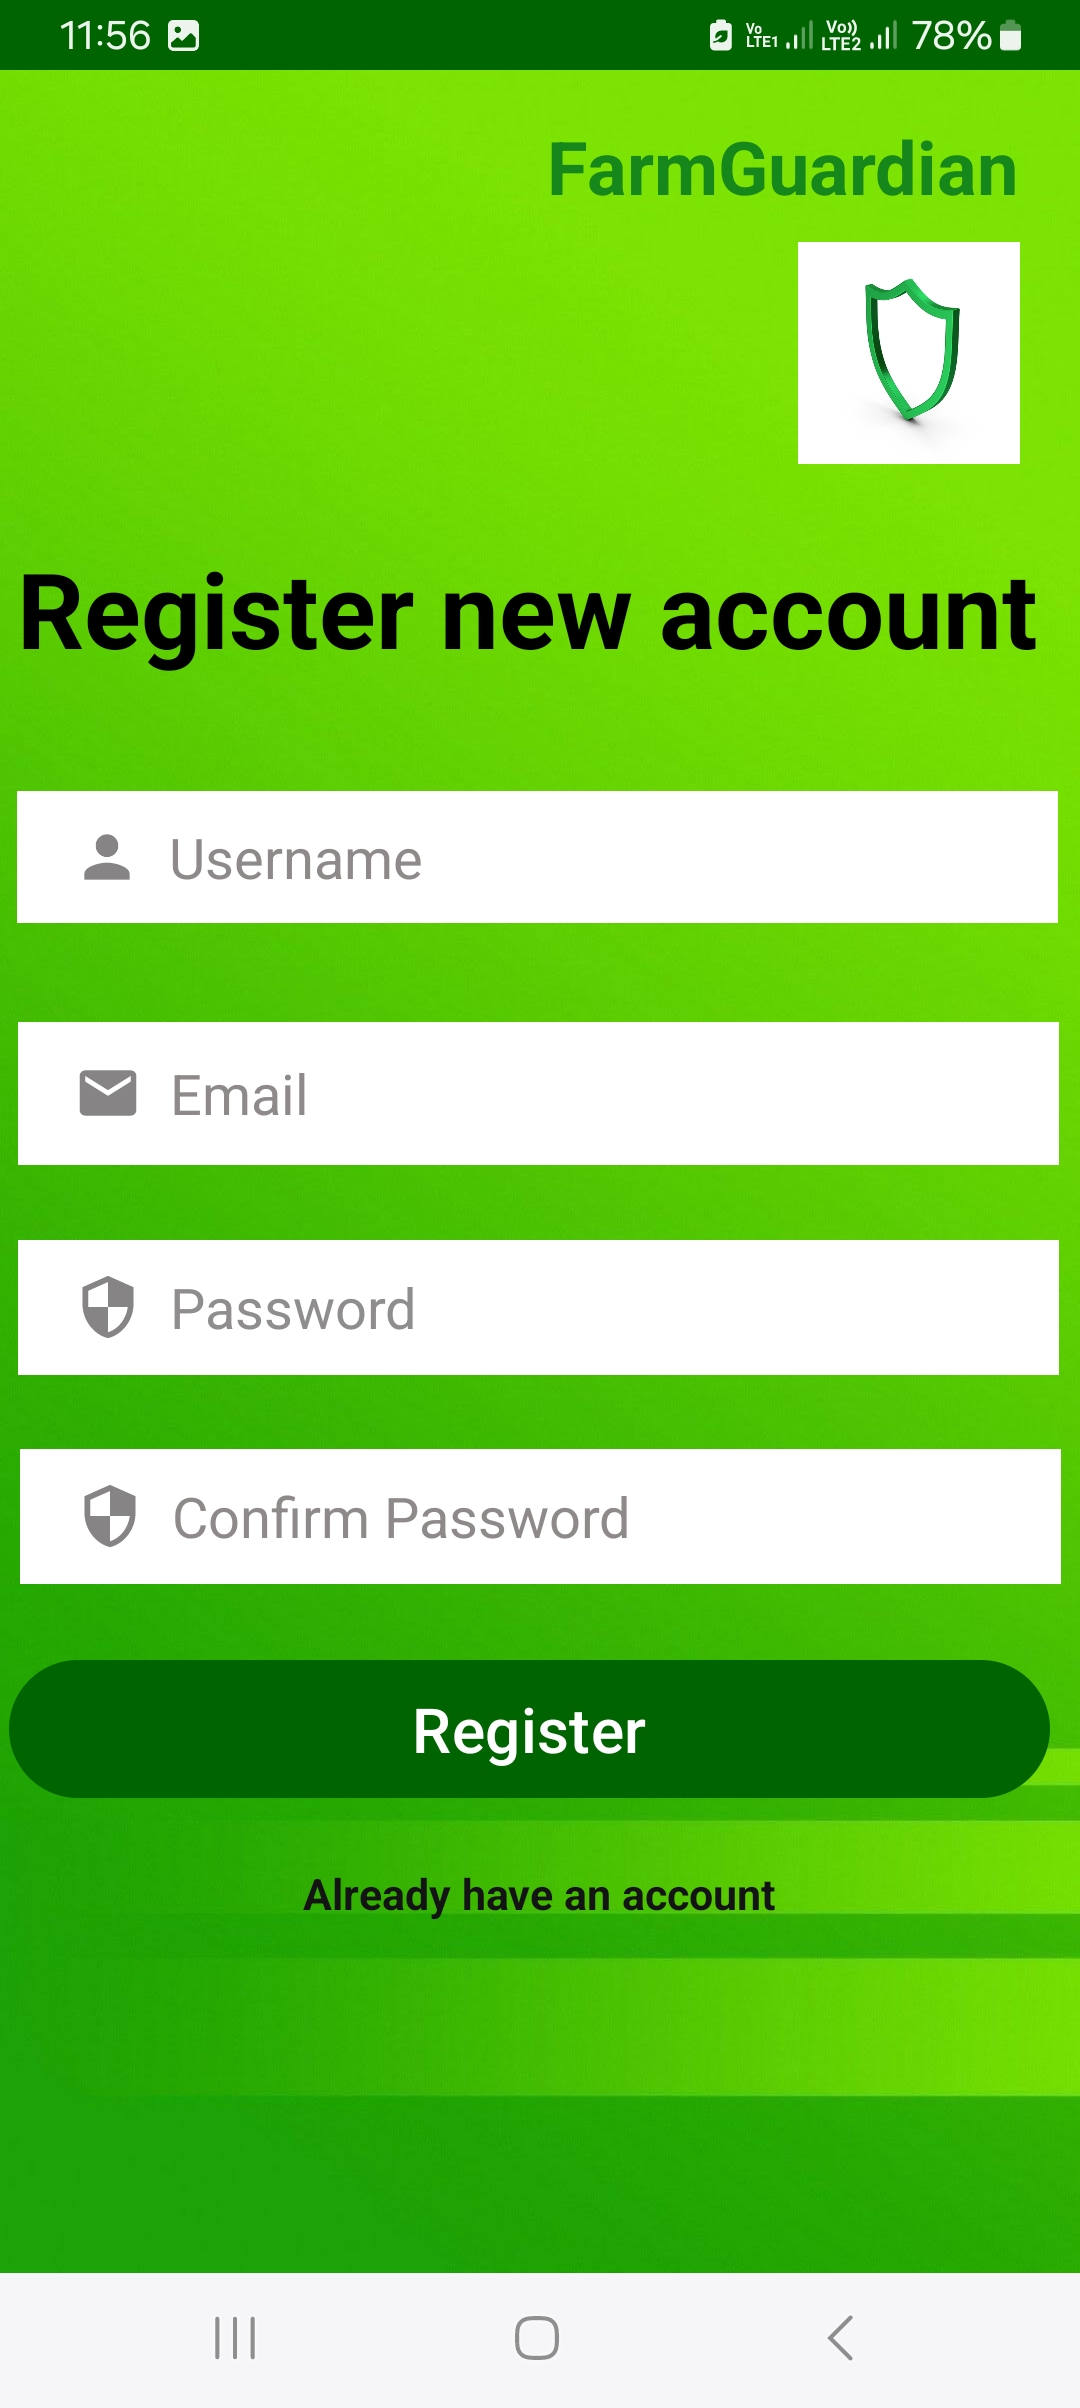 11:56 Vo LTE1 Vo)) LTE2 78%
FarmGuardian
Register new account
Username
Email
Password
Confirm Password
Register
Already have an account